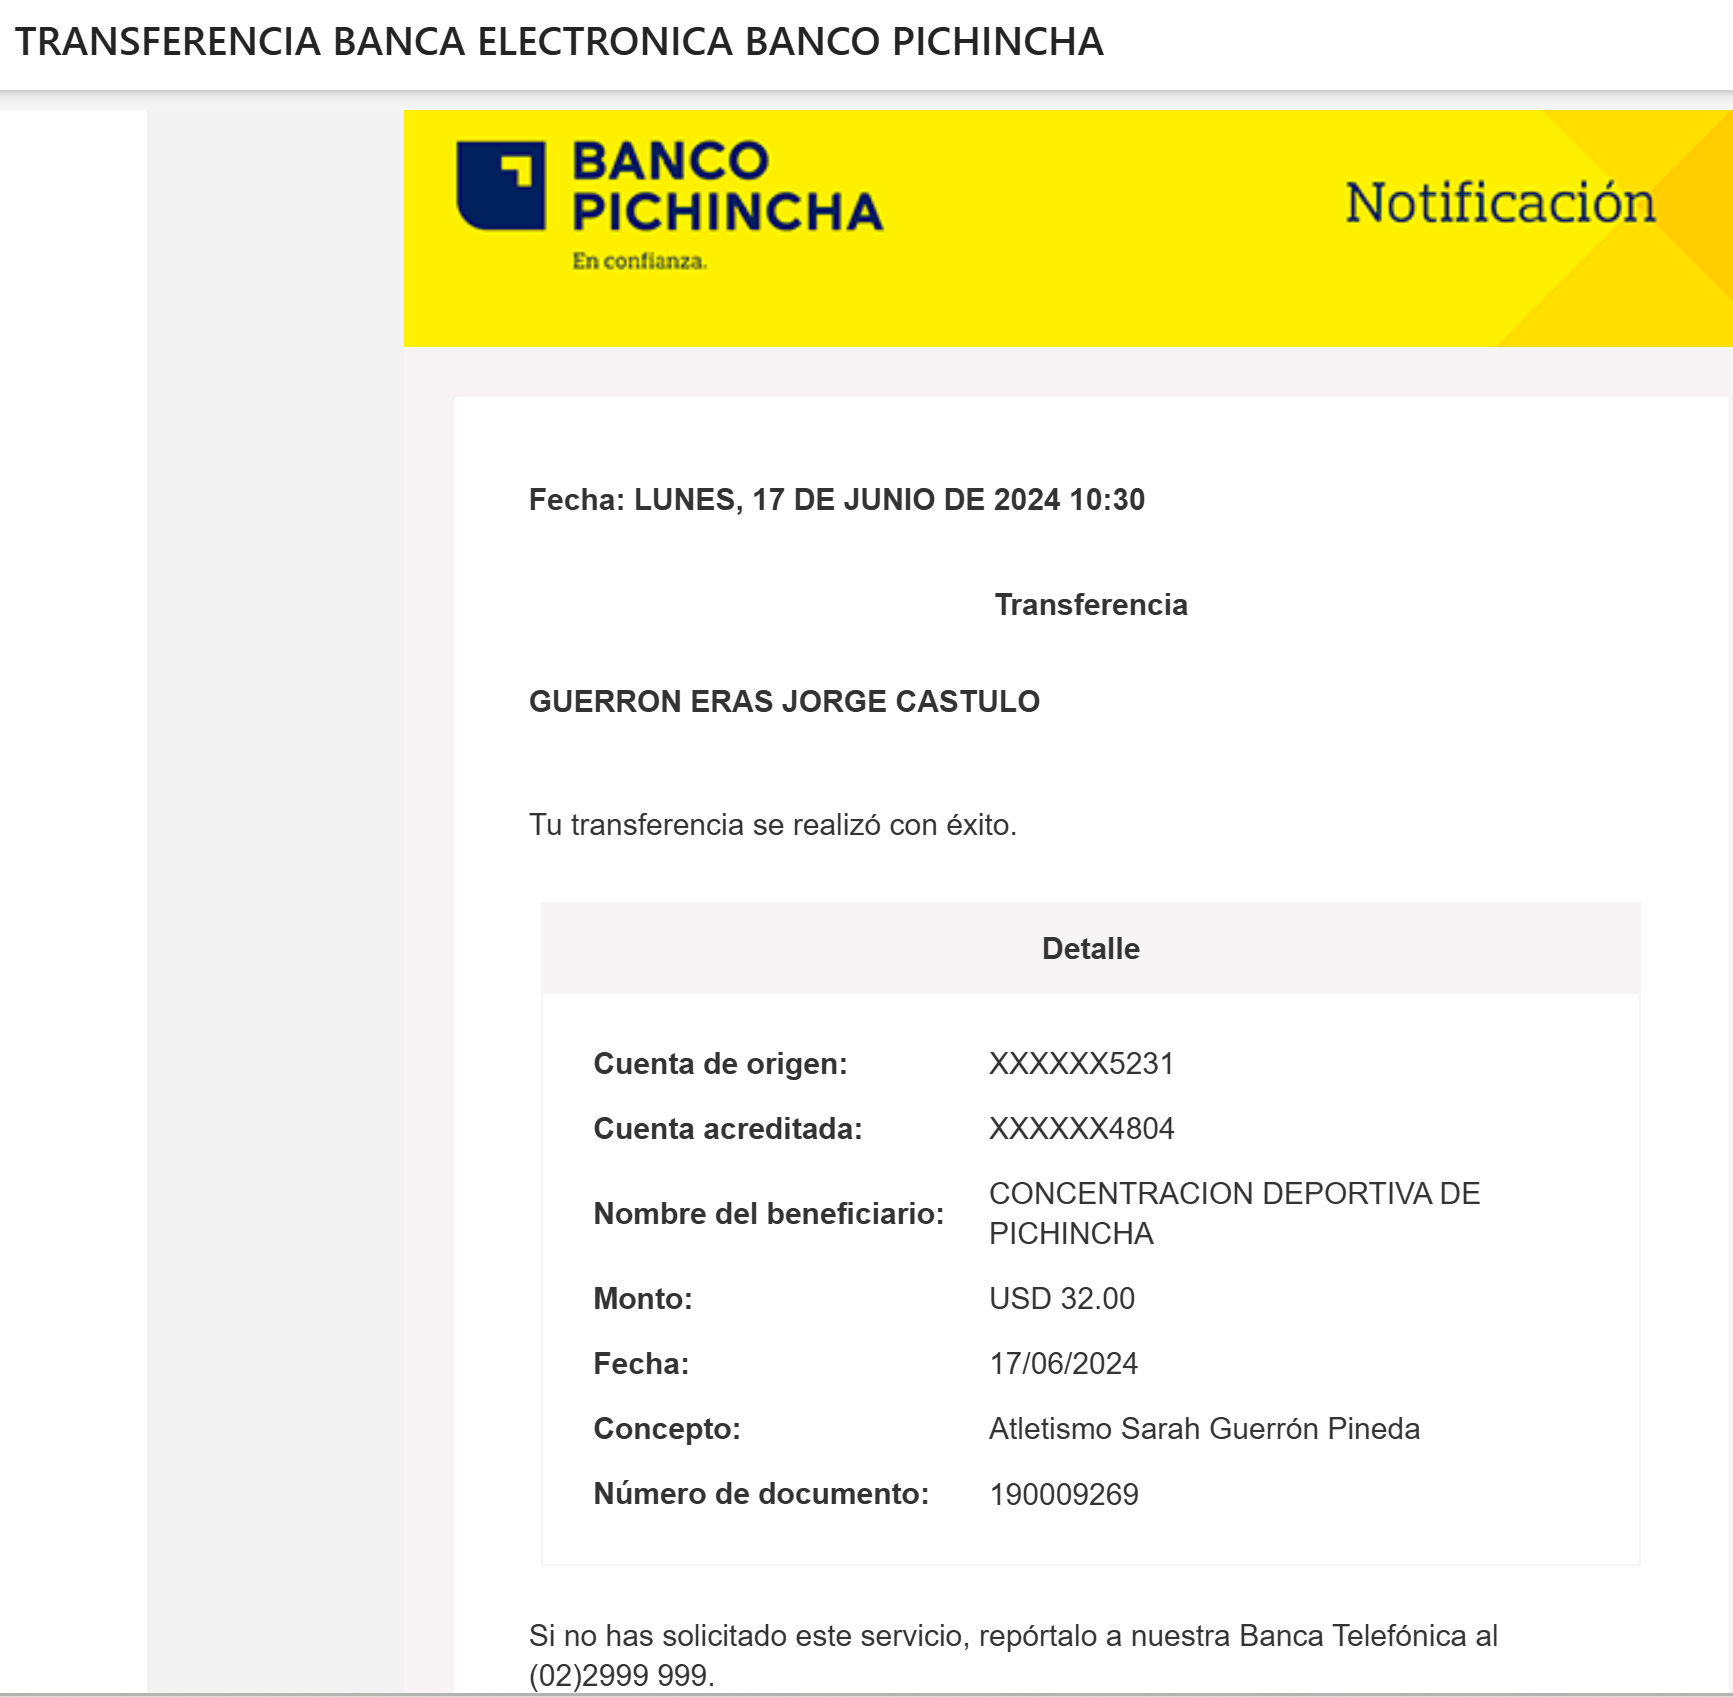 TRANSFERENCIA BANCA ELECTRONICA BANCO PICHINCHA
BANCO
PICHINCHA
En confianza.
Notificación
Fecha: LUNES, 17 DE JUNIO DE 2024 10:30
Transferencia
GUERRON ERAS JORGE CASTULO
Tu transferencia se realizó con éxito.
Detalle
Cuenta de origen: XXXXXX5231
Cuenta acreditada: XXXXXX4804
Nombre del beneficiario: CONCENTRACION DEPORTIVA DE
PICHINCHA
Monto: USD 32.00
Fecha: 17/06/2024
Concepto: Atletismo Sarah Guerrón Pineda
Número de documento: 190009269
Si no has solicitado este servicio, repórtalo a nuestra Banca Telefónica al
(02)2999 999.